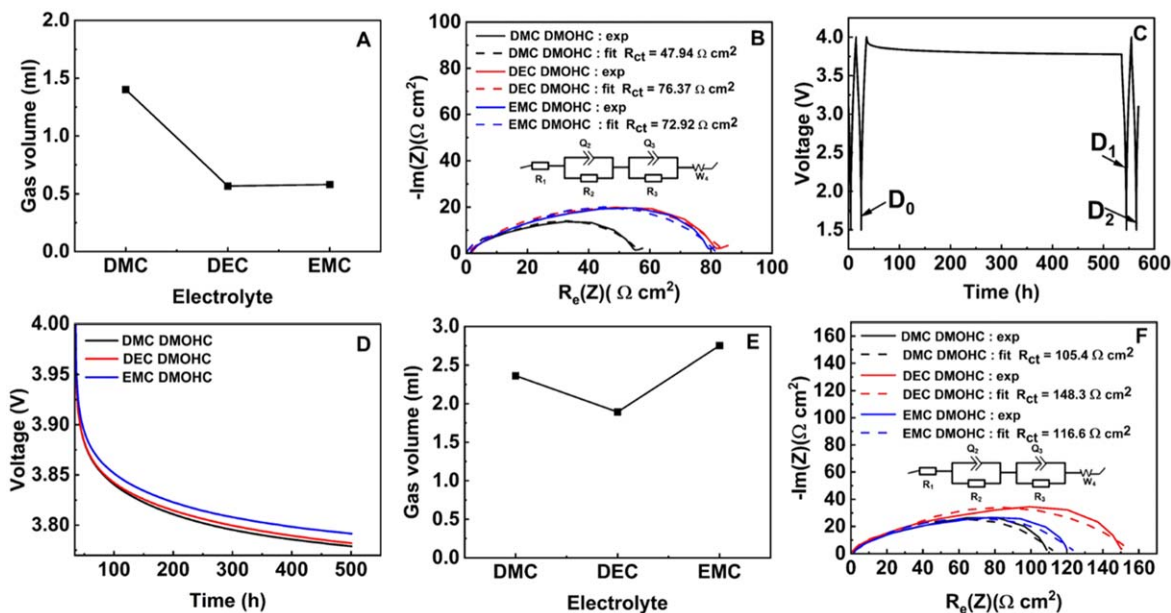 A
2.0
1.5
1.0
0.5
0.0
Gas volume (ml)
DMC DEC EMC
Electrolyte
B
100
80
60
40
20
0
-Im(Z)(Ω cm²)
DMC DMOHC : exp
DMC DMOHC : fit Rct = 47.94 Ω cm²
DEC DMOHC : exp
DEC DMOHC : fit Rct = 76.37 Ω cm²
EMC DMOHC : exp
EMC DMOHC : fit Rct = 72.92 Ω cm²
Q2 Q3
R1 R2 R3 W4
0 20 40 60 80 100
Re(Z)( Ω cm²)
C
4.0
3.5
3.0
2.5
2.0
1.5
Voltage (V)
D0
D1
D2
0 100 200 300 400 500 600
Time (h)
D
4.00
3.95
3.90
3.85
3.80
Voltage (V)
DMC DMOHC
DEC DMOHC
EMC DMOHC
100 200 300 400 500
Time (h)
E
3.0
2.5
2.0
1.5
1.0
0.5
0.0
Gas volume (ml)
DMC DEC EMC
Electrolyte
F
160
140
120
100
80
60
40
20
0
-Im(Z)(Ω cm²)
DMC DMOHC : exp
DMC DMOHC : fit Rct = 105.4 Ω cm²
DEC DMOHC : exp
DEC DMOHC : fit Rct = 148.3 Ω cm²
EMC DMOHC : exp
EMC DMOHC : fit Rct = 116.6 Ω cm²
Q2 Q3
R1 R2 R3 W4
0 20 40 60 80 100 120 140 160
Re(Z)(Ω cm²)